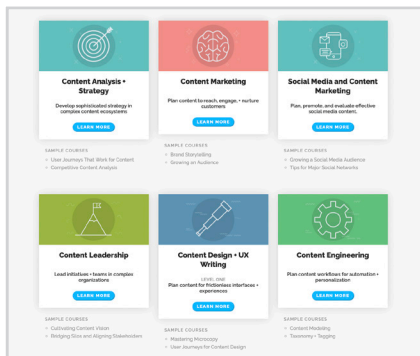 Content Analysis +
Strategy
Develop sophisticated strategy in
complex content ecosystems
LEARN MORE
SAMPLE COURSES
User Journeys That Work for Content
Competitive Content Analysis
Content Marketing
Plan content to reach, engage, + nurture
customers
LEARN MORE
SAMPLE COURSES
Brand Storytelling
Growing an Audience
Social Media and Content
Marketing
Plan, promote, and evaluate effective
social media content.
LEARN MORE
SAMPLE COURSES
Growing a Social Media Audience
Tips for Major Social Networks
Content Leadership
Lead initiatives + teams in complex
organizations
LEARN MORE
SAMPLE COURSES
Cultivating Content Vision
Bridging Silos and Aligning Stakeholders
Content Design + UX
Writing
LEVEL ONE
Plan content for frictionless interfaces +
experiences
LEARN MORE
SAMPLE COURSES
Mastering Microcopy
User Journeys for Content Design
Content Engineering
Plan content workflows for automation +
personalization
LEARN MORE
SAMPLE COURSES
Content Modeling
Taxonomy + Tagging